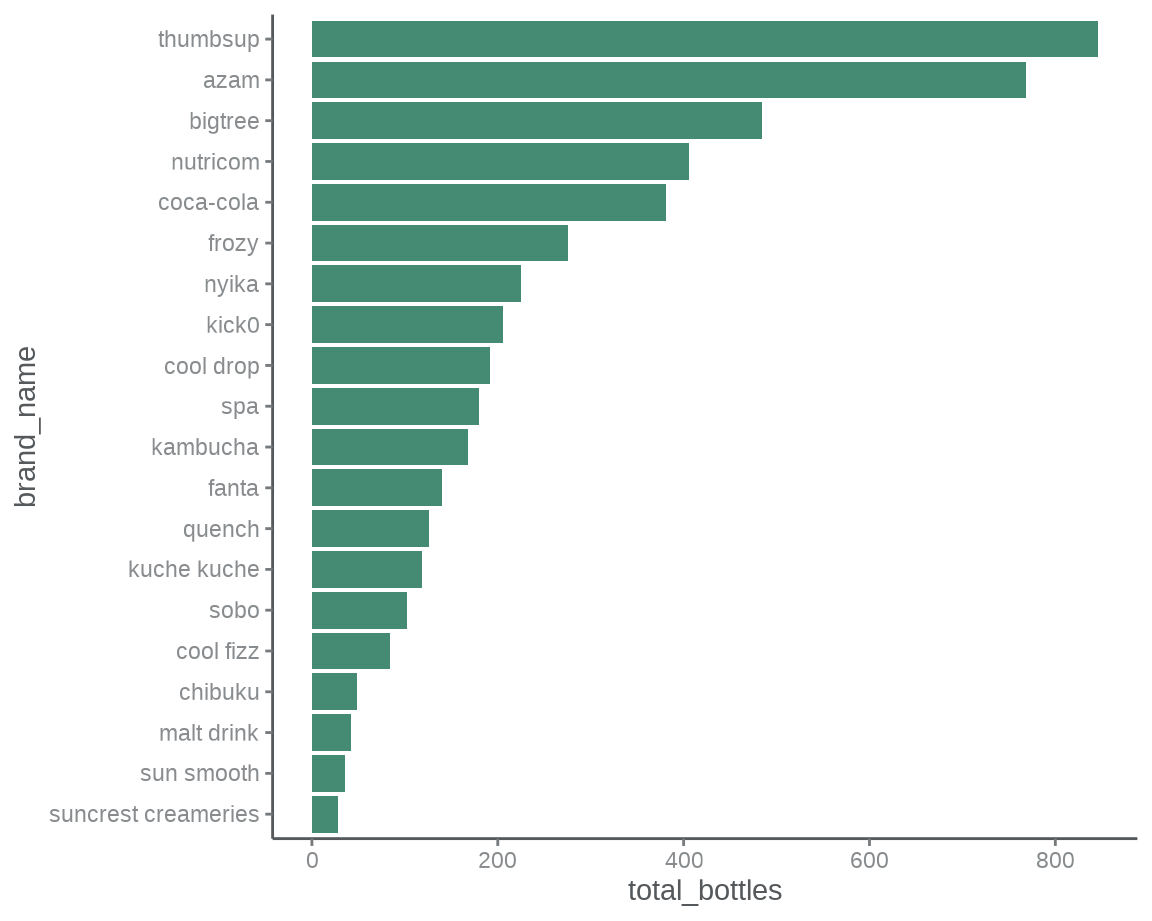 thumbsup
azam
bigtree
nutricom
coca-cola
frozy
nyika
kick0
cool drop
spa
kambucha
fanta
quench
kuche kuche
sobo
cool fizz
chibuku
malt drink
sun smooth
suncrest creameries
brand_name
0 200 400 600 800
total_bottles